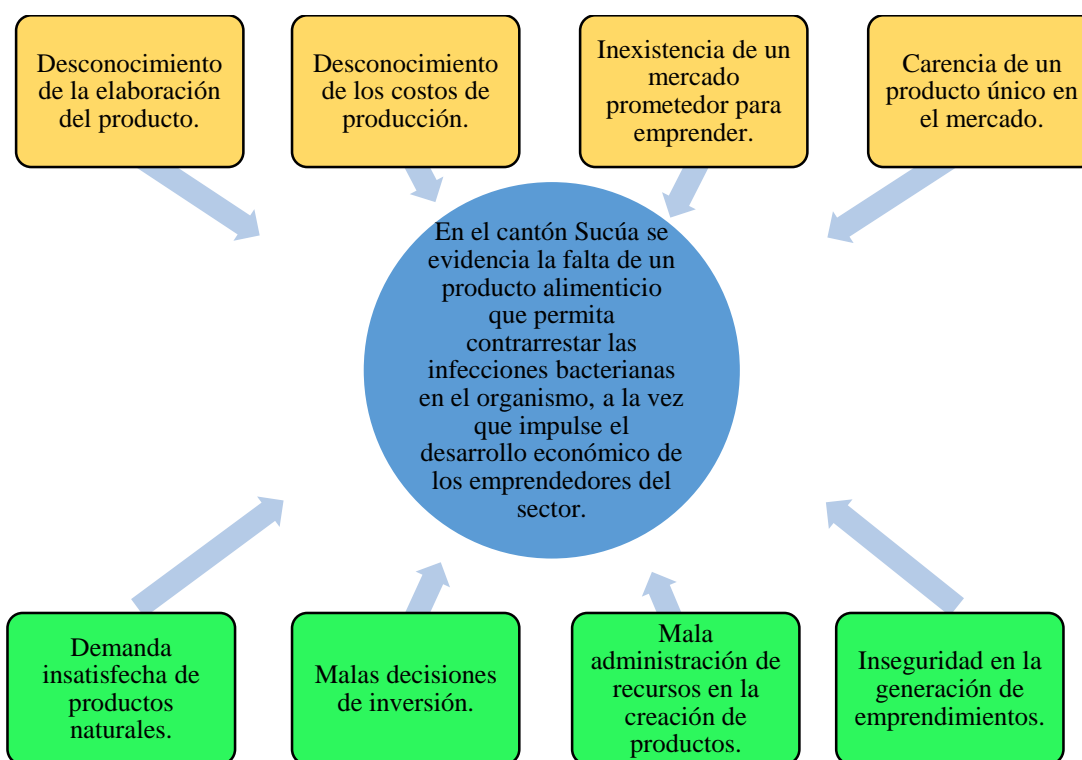 Desconocimiento
de la elaboración
del producto.
Desconocimiento
de los costos de
producción.
Inexistencia de un
mercado
prometedor para
emprender.
Carencia de un
producto único en
el mercado.
En el cantón Sucúa se
evidencia la falta de un
producto alimenticio
que permita
contrarrestar las
infecciones bacterianas
en el organismo, a la vez
que impulse el
desarrollo económico de
los emprendedores del
sector.
Demanda
insatisfecha de
productos
naturales.
Malas decisiones
de inversión.
Mala
administración de
recursos en la
creación de
productos.
Inseguridad en la
generación de
emprendimientos.